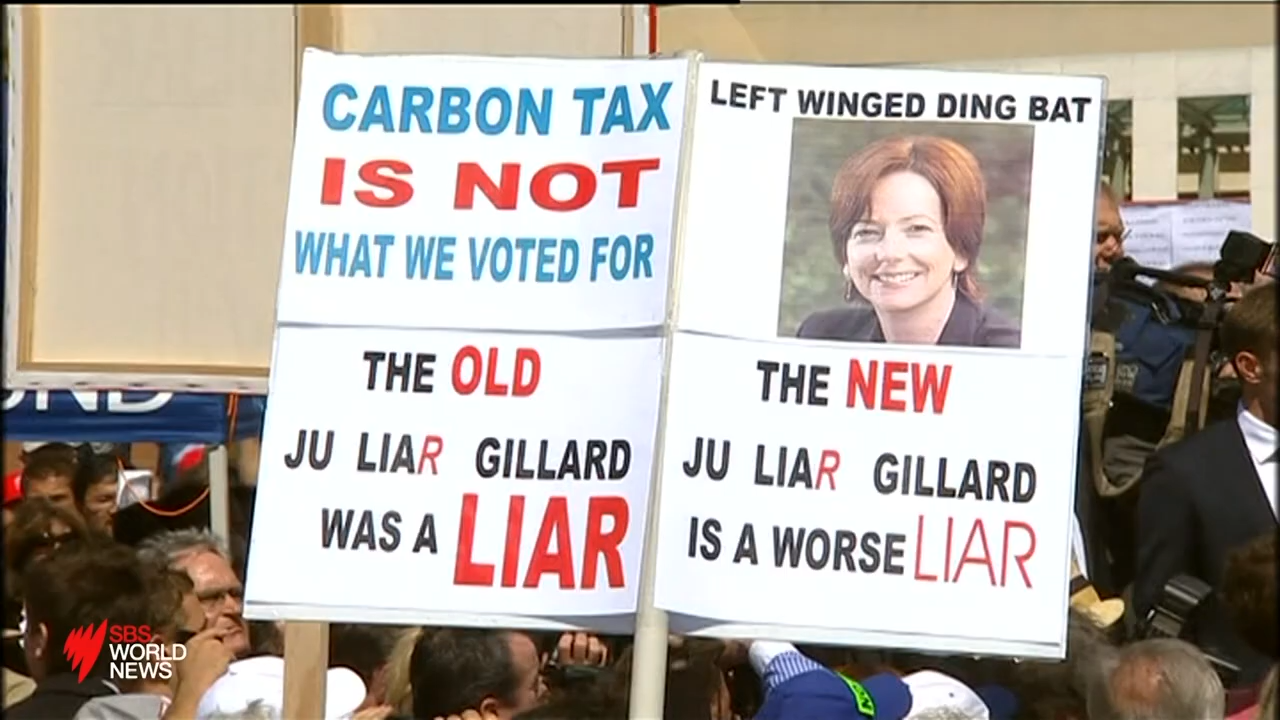 CARBON TAX
IS NOT
WHAT WE VOTED FOR
THE OLD
JU LIAR GILLARD
WAS A LIAR
LEFT WINGED DING BAT
THE NEW
JU LIAR GILLARD
IS A WORSE LIAR
SBS
WORLD
NEWS